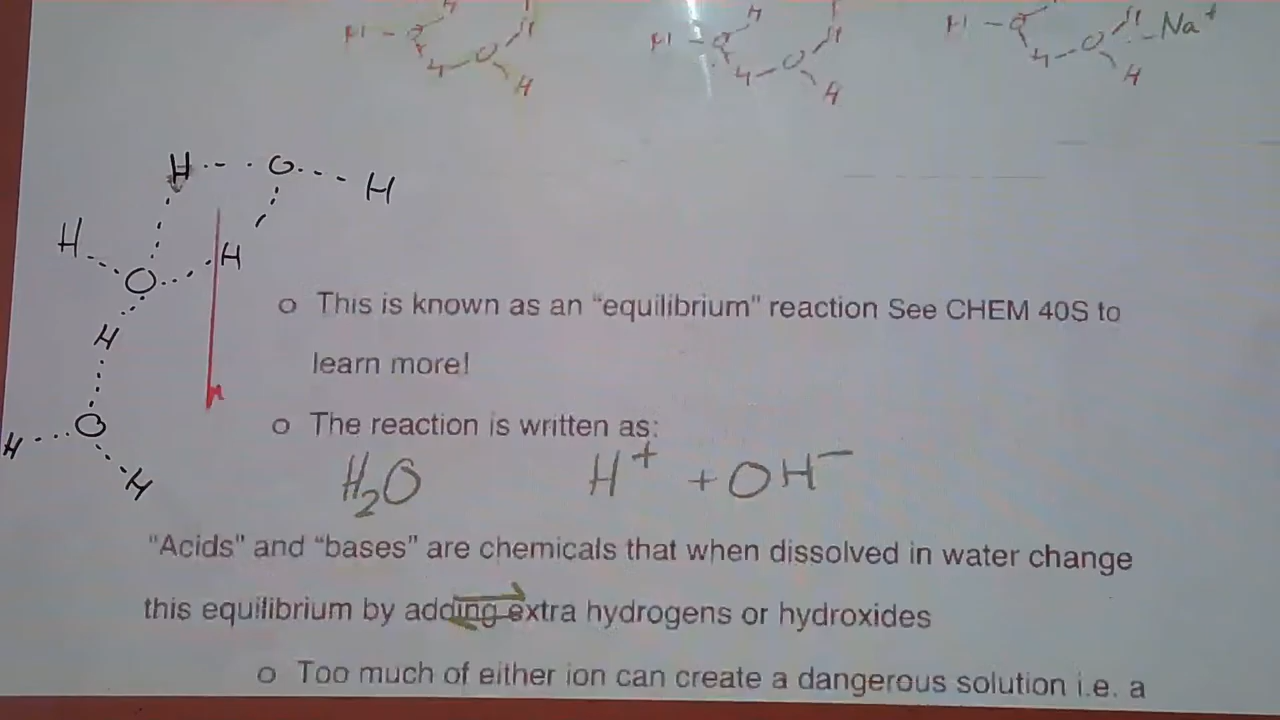 H - O H - O H - O Na⁺
H H H
H O H
H
O H
H
O
H H
o This is known as an “equilibrium” reaction See CHEM 40S to
learn more!
o The reaction is written as:
H₂O H⁺ + OH⁻
“Acids” and “bases” are chemicals that when dissolved in water change
this equilibrium by adding extra hydrogens or hydroxides
o Too much of either ion can create a dangerous solution i.e. a